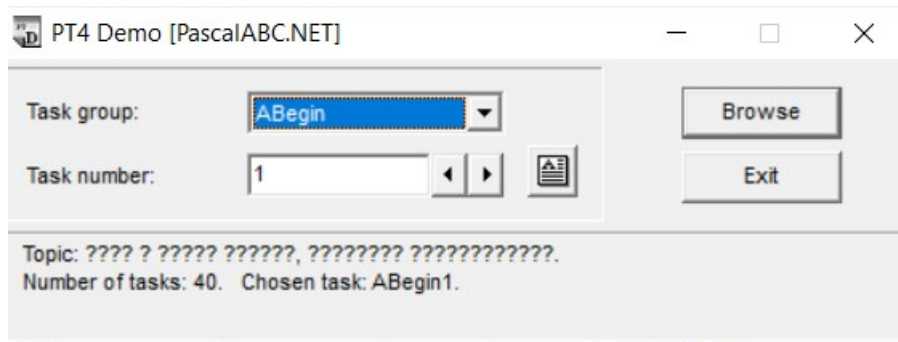 PT4 Demo [PascalABC.NET]
Task group:
ABegin
Browse
Task number:
1
Exit
Topic: ???? ? ????? ??????, ???????? ????????????.
Number of tasks: 40. Chosen task: ABegin1.